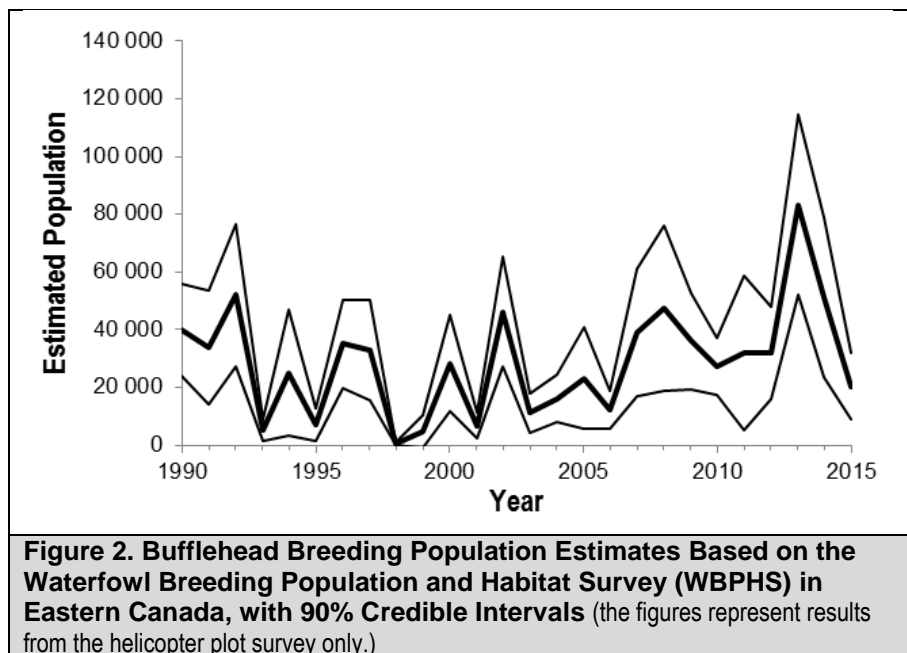 140 000
120 000
100 000
80 000
60 000
40 000
20 000
0
Estimated Population
1990 1995 2000 2005 2010 2015
Year
Figure 2. Bufflehead Breeding Population Estimates Based on the
Waterfowl Breeding Population and Habitat Survey (WBPHS) in
Eastern Canada, with 90% Credible Intervals (the figures represent results
from the helicopter plot survey only.)